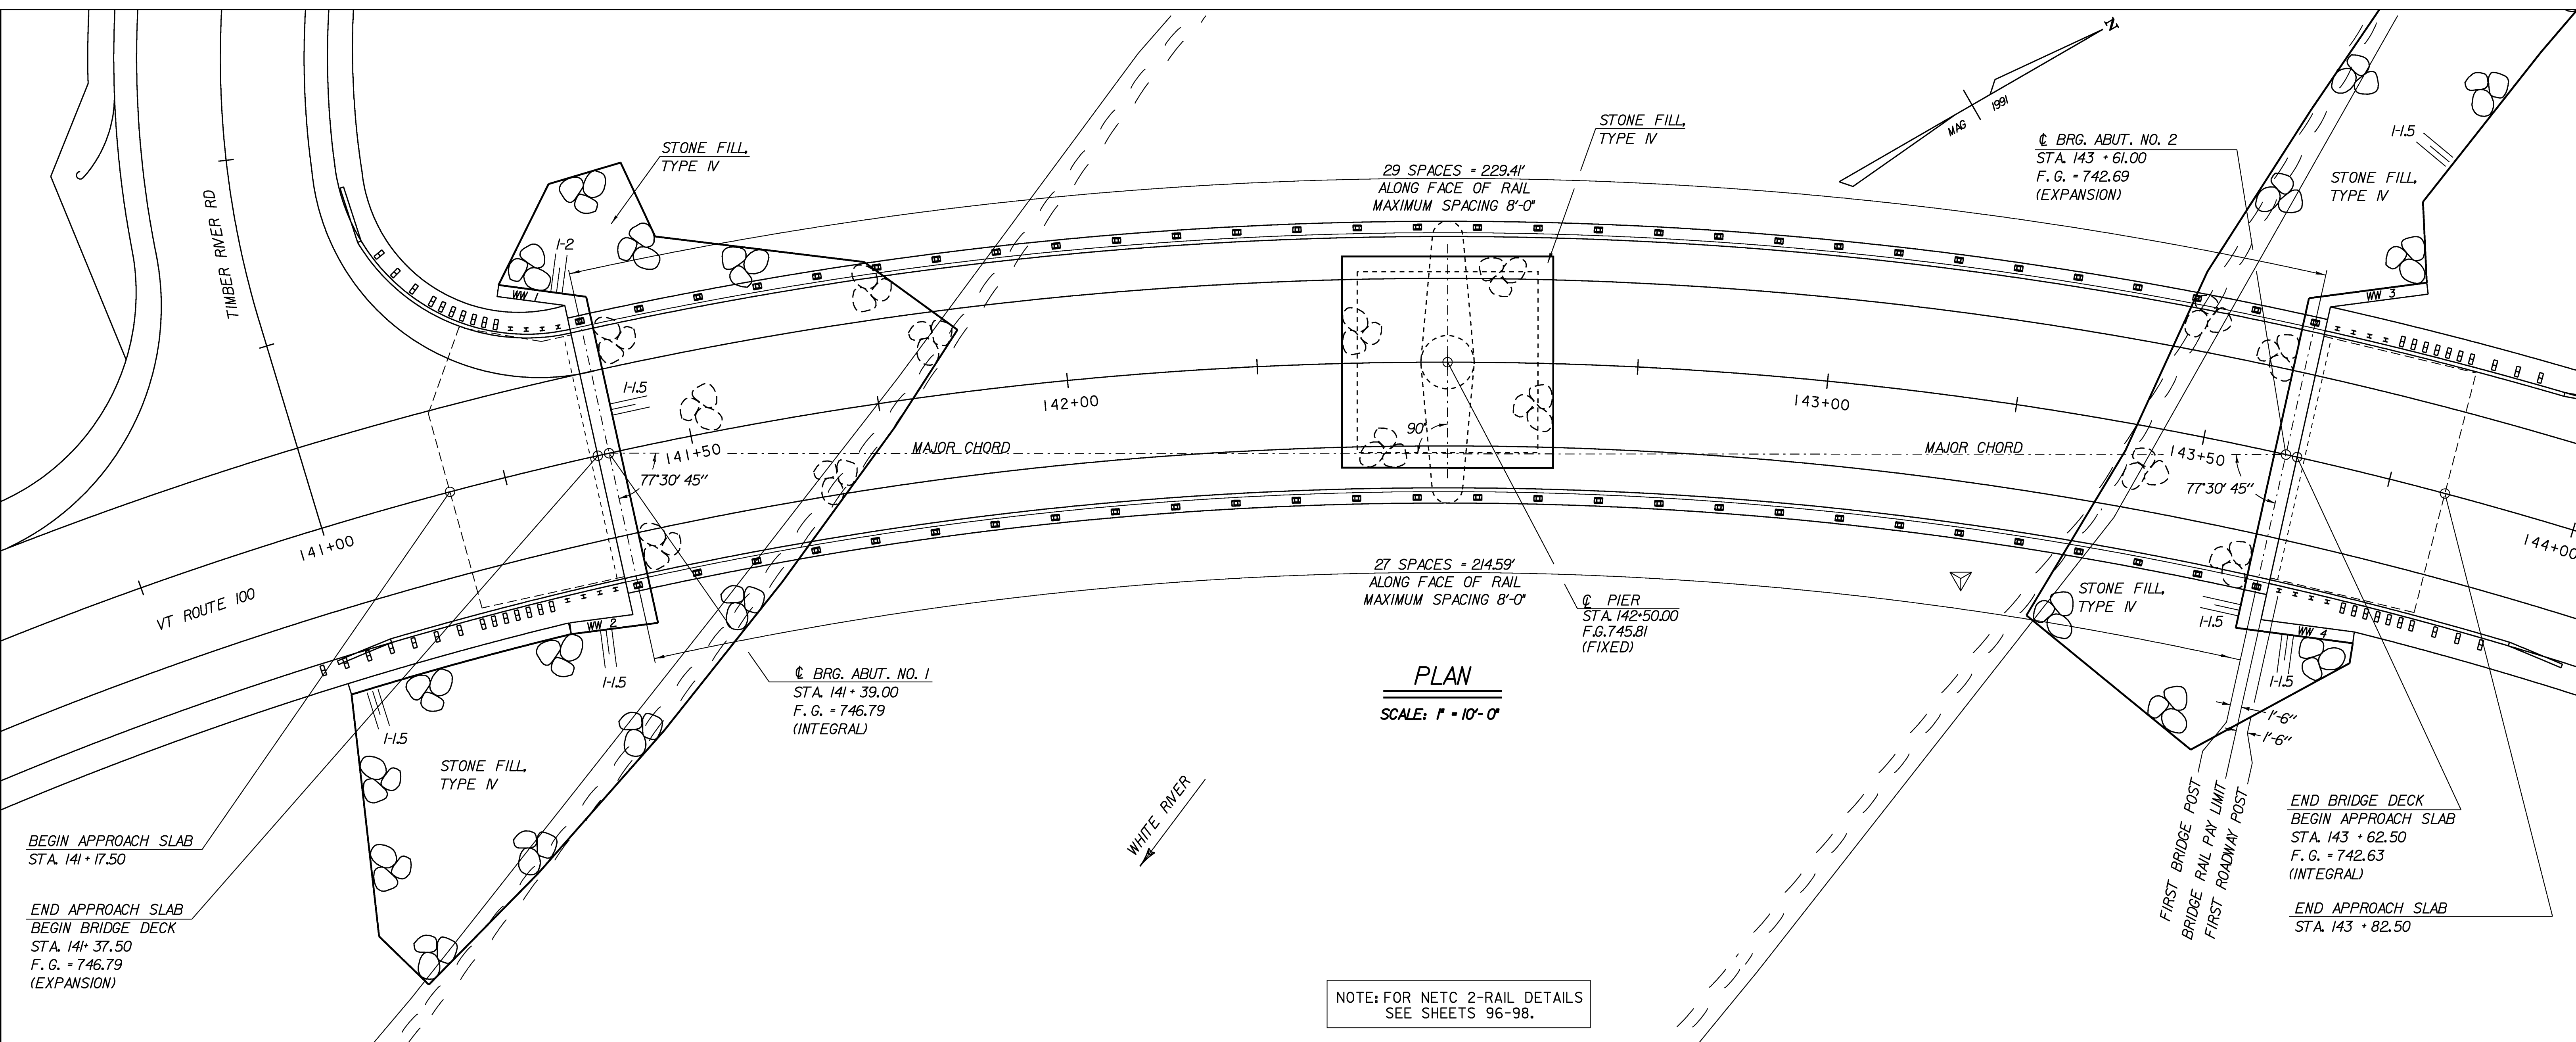 STONE FILL,
TYPE IV
TIMBER RIVER RD
1-2
WW 1
1-1.5
29 SPACES = 229.41'
ALONG FACE OF RAIL
MAXIMUM SPACING 8'-0"
STONE FILL,
TYPE IV
N
MAG
1991
℄ BRG. ABUT. NO. 2
STA. 143 + 61.00
F. G. = 742.69
(EXPANSION)
1-1.5
STONE FILL,
TYPE IV
WW 3
142+00
143+00
MAJOR CHORD
MAJOR CHORD
90°
141+50
77°30' 45"
143+50
77°30' 45"
141+00
144+00
VT ROUTE 100
27 SPACES = 214.59'
ALONG FACE OF RAIL
MAXIMUM SPACING 8'-0"
℄ PIER
STA. 142+50.00
F.G.745.81
(FIXED)
STONE FILL,
TYPE IV
WW 2
1-1.5
1-1.5
WW 4
1-1.5
1-1.5
℄ BRG. ABUT. NO. 1
STA. 141 + 39.00
F. G. = 746.79
(INTEGRAL)
PLAN
SCALE: 1" = 10'- 0"
STONE FILL,
TYPE IV
WHITE RIVER
1'-6"
1'-6"
FIRST BRIDGE POST
BRIDGE RAIL PAY LIMIT
FIRST ROADWAY POST
BEGIN APPROACH SLAB
STA. 141 + 17.50
END APPROACH SLAB
BEGIN BRIDGE DECK
STA. 141+ 37.50
F. G. = 746.79
(EXPANSION)
END BRIDGE DECK
BEGIN APPROACH SLAB
STA. 143 + 62.50
F. G. = 742.63
(INTEGRAL)
END APPROACH SLAB
STA. 143 + 82.50
NOTE: FOR NETC 2-RAIL DETAILS
SEE SHEETS 96-98.